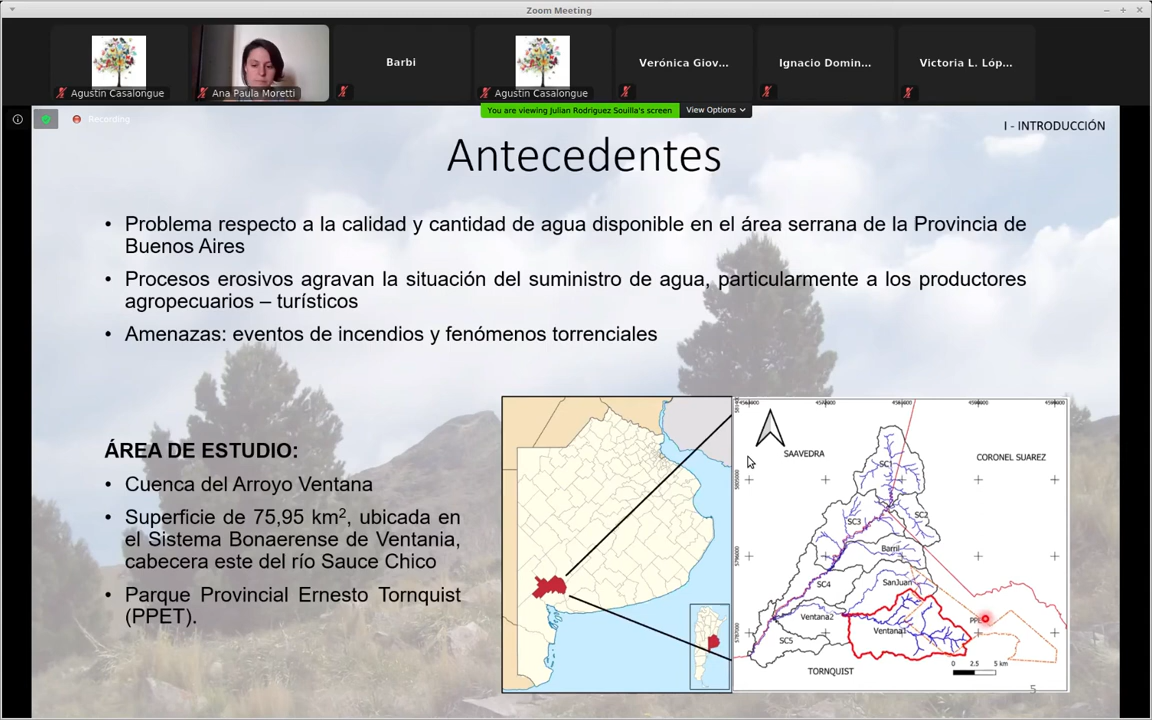 Zoom Meeting
Agustin Casalongue
Ana Paula Moretti
Barbi
Agustin Casalongue
Verónica Giov...
Ignacio Domin...
Victoria L. Lóp...
You are viewing Julian Rodriguez Souilla's screen
View Options
Recording
I - INTRODUCCIÓN
Antecedentes
• Problema respecto a la calidad y cantidad de agua disponible en el área serrana de la Provincia de
Buenos Aires
• Procesos erosivos agravan la situación del suministro de agua, particularmente a los productores
agropecuarios – turísticos
• Amenazas: eventos de incendios y fenómenos torrenciales
ÁREA DE ESTUDIO:
• Cuenca del Arroyo Ventana
• Superficie de 75,95 km², ubicada en
el Sistema Bonaerense de Ventania,
cabecera este del río Sauce Chico
• Parque Provincial Ernesto Tornquist
(PPET).
SAAVEDRA
CORONEL SUAREZ
SC1
SC2
SC3
Barril
SC4
SanJuan
Ventana2
Ventana1
SC5
TORNQUIST
0 2.5 5 km
5